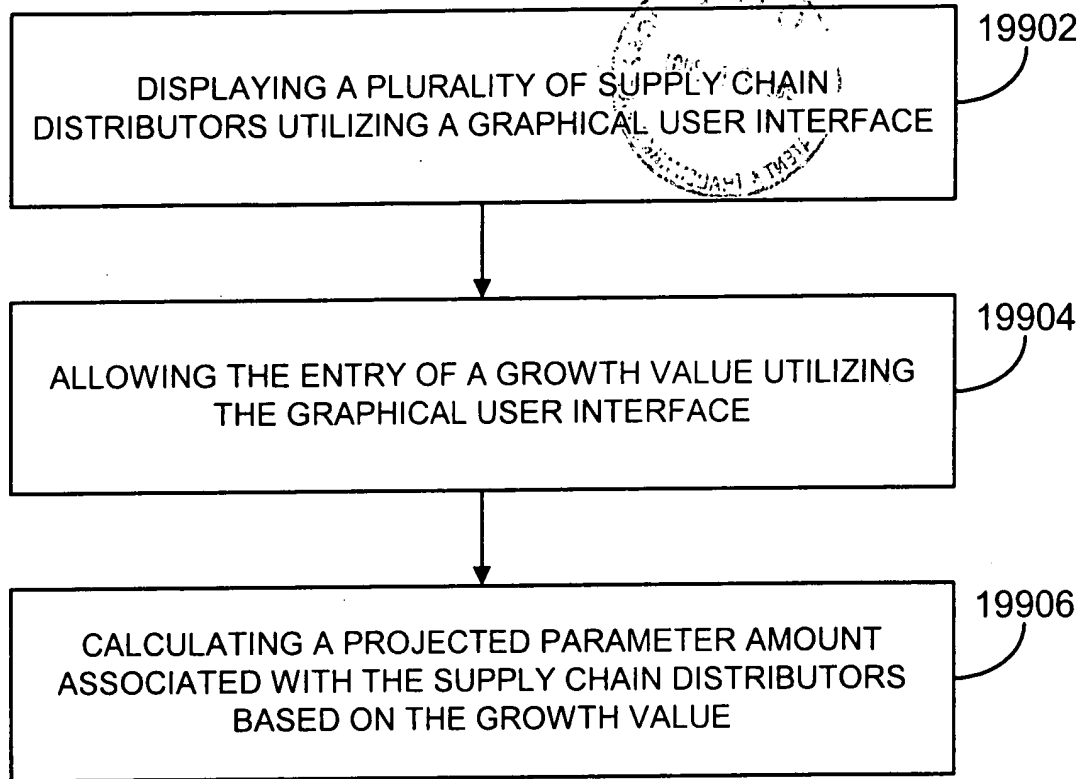 19902
DISPLAYING A PLURALITY OF SUPPLY CHAIN
DISTRIBUTORS UTILIZING A GRAPHICAL USER INTERFACE
19904
ALLOWING THE ENTRY OF A GROWTH VALUE UTILIZING
THE GRAPHICAL USER INTERFACE
19906
CALCULATING A PROJECTED PARAMETER AMOUNT
ASSOCIATED WITH THE SUPPLY CHAIN DISTRIBUTORS
BASED ON THE GROWTH VALUE